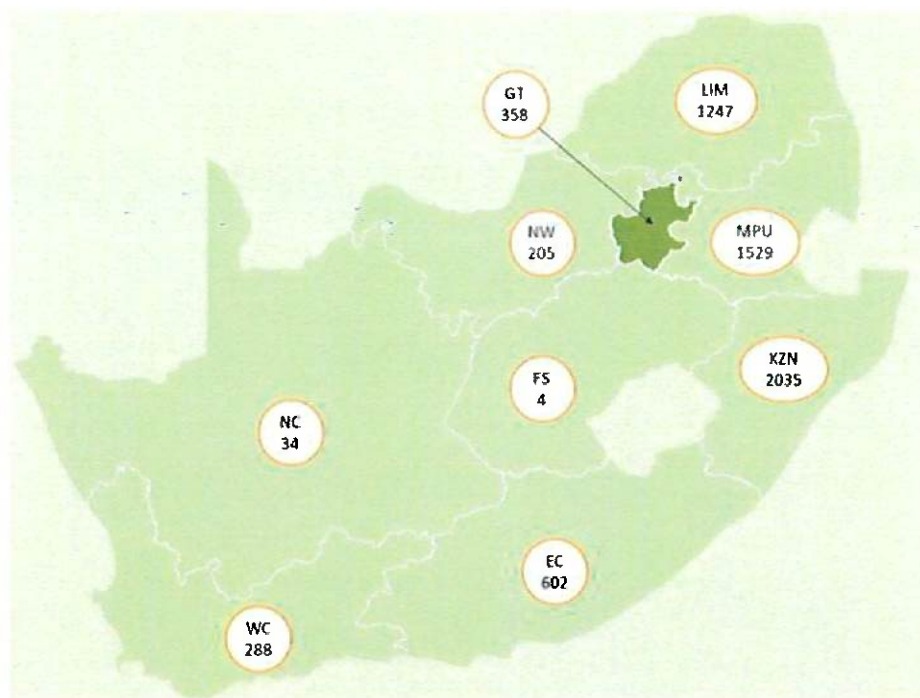 GT
358
LIM
1247
NW
205
MPU
1529
KZN
2035
FS
4
NC
34
EC
602
WC
288